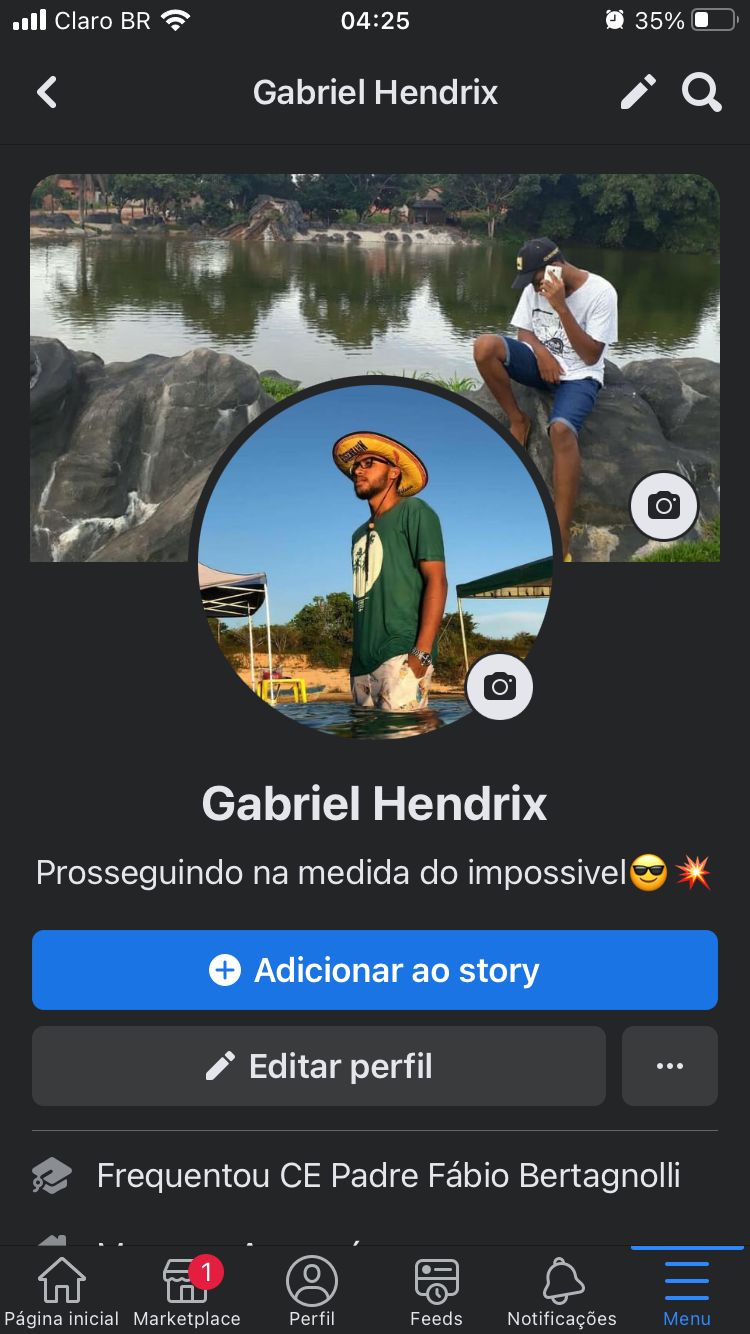 Claro BR 04:25 35%
Gabriel Hendrix
Gabriel Hendrix
Prosseguindo na medida do impossivel😎💥
Adicionar ao story
Editar perfil
Frequentou CE Padre Fábio Bertagnolli
1
Página inicial Marketplace Perfil Feeds Notificações Menu